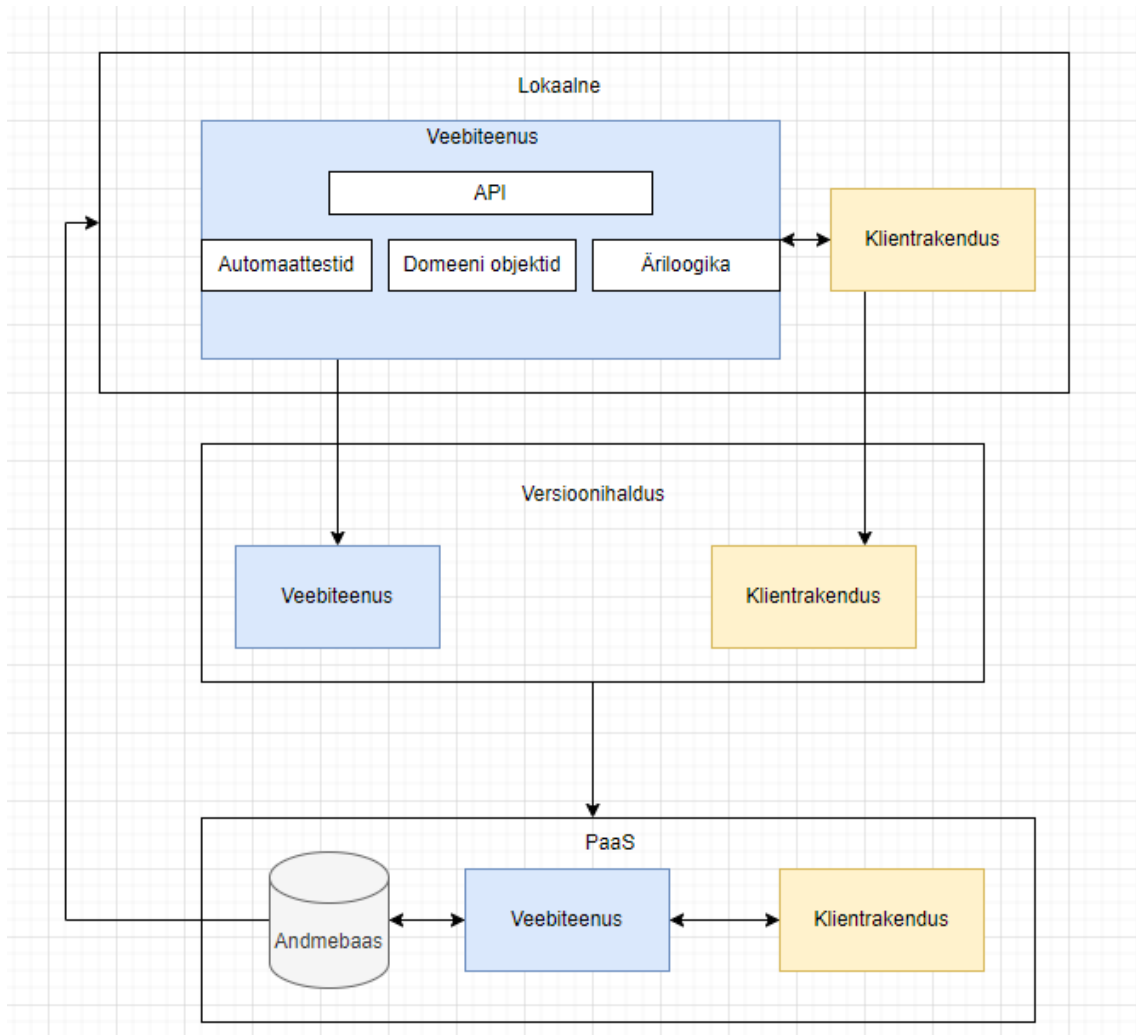 Lokaalne
Veebiteenus
API
Automaattestid
Domeeni objektid
Äriloogika
Klientrakendus
Versioonihaldus
Veebiteenus
Klientrakendus
PaaS
Andmebaas
Veebiteenus
Klientrakendus